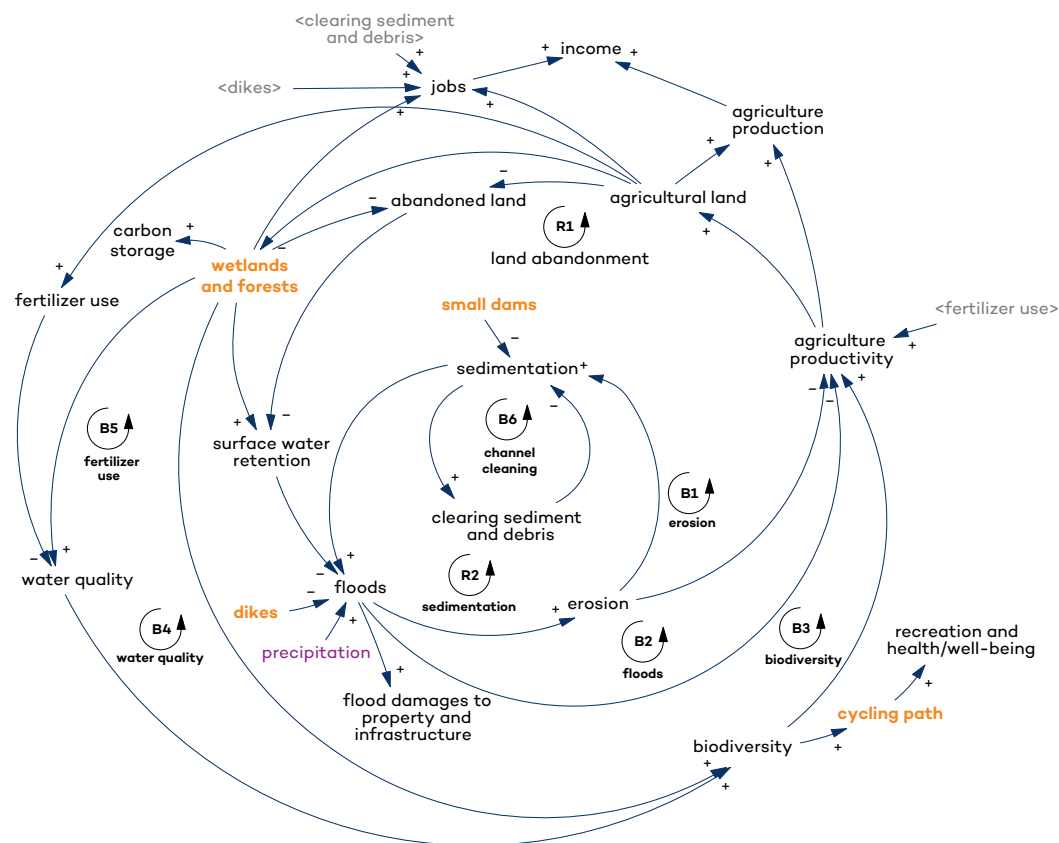 <clearing sediment
and debris>
income
<dikes>
jobs
agriculture
production
abandoned land
agricultural land
R1
land abandonment
carbon
storage
wetlands
and forests
fertilizer use
small dams
<fertilizer use>
agriculture
productivity
sedimentation
B5
fertilizer
use
B6
channel
cleaning
surface water
retention
B1
erosion
clearing sediment
and debris
water quality
R2
sedimentation
floods
erosion
dikes
B4
water quality
precipitation
B2
floods
B3
biodiversity
recreation and
health/well-being
flood damages to
property and
infrastructure
cycling path
biodiversity